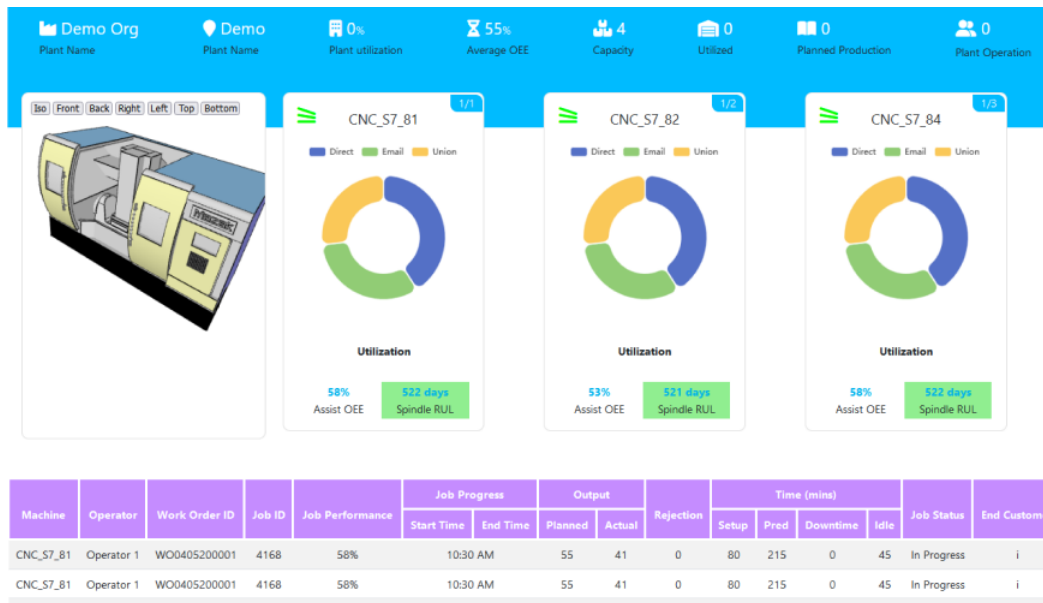 Demo Org Demo 0% 55% 4 0 0 0
Plant Name Plant Name Plant utilization Average OEE Capacity Utilized Planned Production Plant Operation
Iso Front Back Right Left Top Bottom
Mazak
1/1
CNC_S7_81
Direct Email Union
Utilization
58% 522 days
Assist OEE Spindle RUL
1/2
CNC_S7_82
Direct Email Union
Utilization
53% 521 days
Assist OEE Spindle RUL
1/3
CNC_S7_84
Direct Email Union
Utilization
58% 522 days
Assist OEE Spindle RUL
Job Progress Output Time (mins)
Machine Operator Work Order ID Job ID Job Performance Rejection Job Status End Custom
Start Time End Time Planned Actual Setup Pred Downtime Idle
CNC_S7_81 Operator 1 WO0405200001 4168 58% 10:30 AM 55 41 0 80 215 0 45 In Progress i
CNC_S7_81 Operator 1 WO0405200001 4168 58% 10:30 AM 55 41 0 80 215 0 45 In Progress i